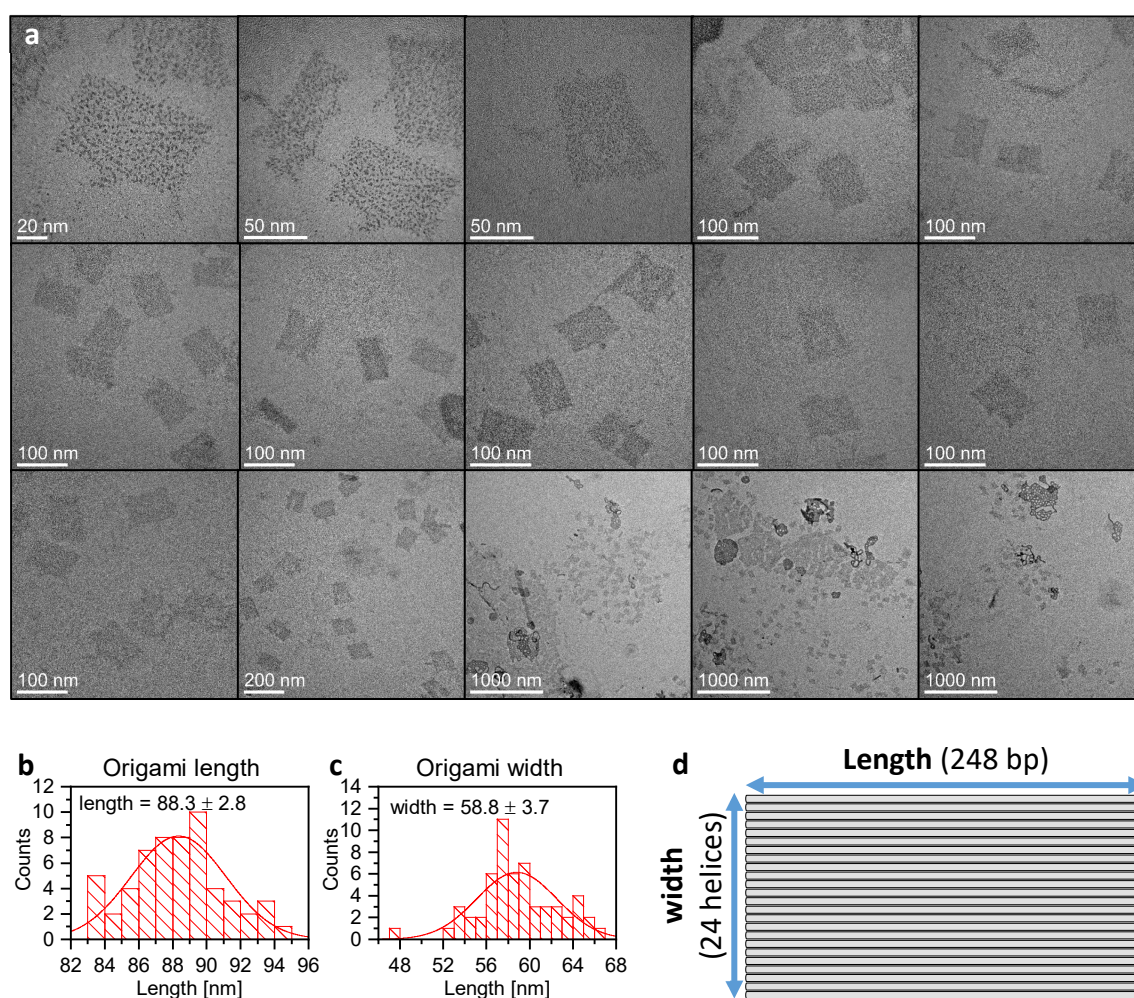 a
20 nm
50 nm
50 nm
100 nm
100 nm
100 nm
100 nm
100 nm
100 nm
100 nm
100 nm
200 nm
1000 nm
1000 nm
1000 nm
b
Origami length
length = 88.3 ± 2.8
Counts
12
10
8
6
4
2
0
82 84 86 88 90 92 94 96
Length [nm]
c
Origami width
width = 58.8 ± 3.7
Counts
14
12
10
8
6
4
2
0
48 52 56 60 64 68
Length [nm]
d
Length (248 bp)
width
(24 helices)